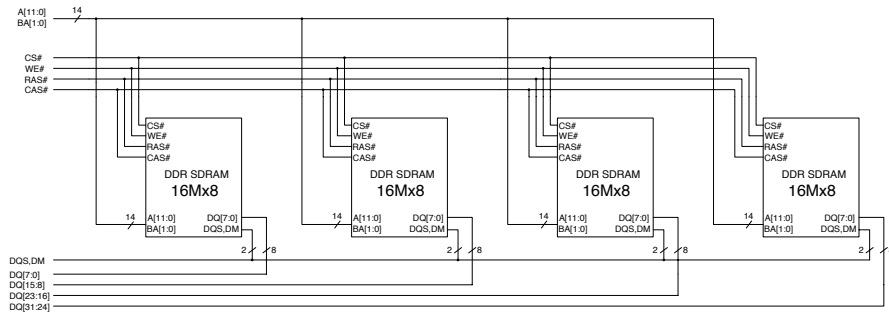 A[11:0] 14
BA[1:0]
CS#
WE#
RAS#
CAS#
CS# CS# CS# CS#
WE# WE# WE# WE#
RAS# RAS# RAS# RAS#
CAS# CAS# CAS# CAS#
DDR SDRAM DDR SDRAM DDR SDRAM DDR SDRAM
16Mx8 16Mx8 16Mx8 16Mx8
14 A[11:0] DQ[7:0] 14 A[11:0] DQ[7:0] 14 A[11:0] DQ[7:0] 14 A[11:0] DQ[7:0]
BA[1:0] DQS,DM BA[1:0] DQS,DM BA[1:0] DQS,DM BA[1:0] DQS,DM
2 8 2 8 2 8 2
DQS,DM
DQ[7:0]
DQ[15:8]
DQ[23:16]
DQ[31:24]